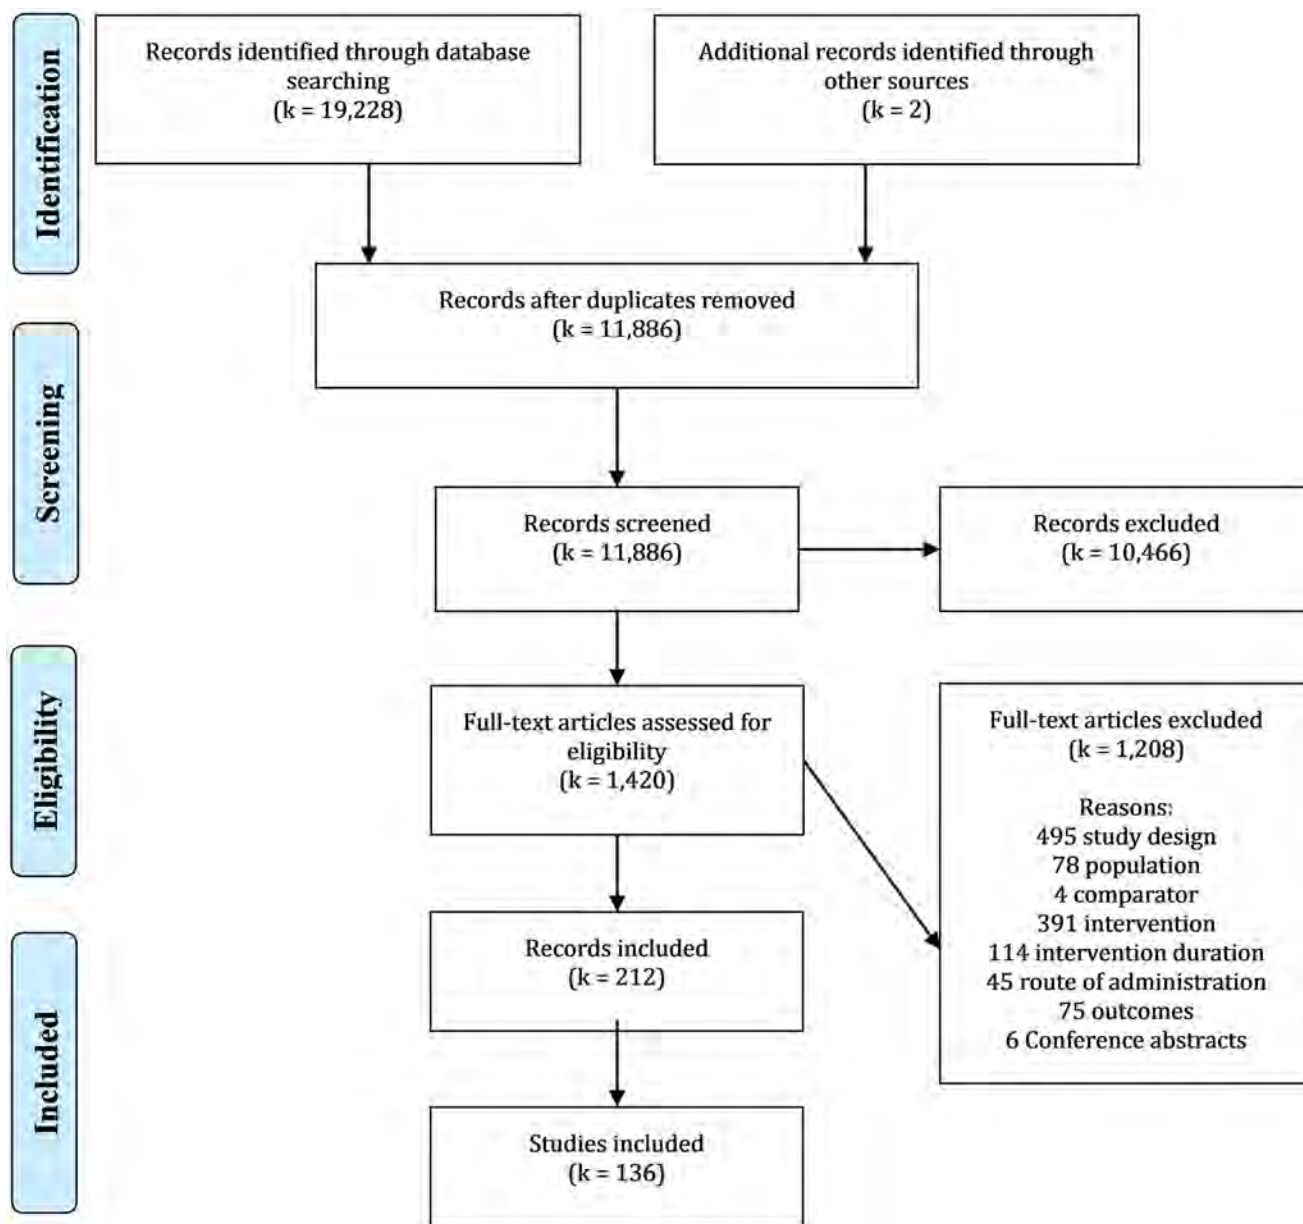 Identification
Records identified through database
searching
(k = 19,228)
Additional records identified through
other sources
(k = 2)
Records after duplicates removed
(k = 11,886)
Screening
Records screened
(k = 11,886)
Records excluded
(k = 10,466)
Eligibility
Full-text articles assessed for
eligibility
(k = 1,420)
Full-text articles excluded
(k = 1,208)
Reasons:
495 study design
78 population
4 comparator
391 intervention
114 intervention duration
45 route of administration
75 outcomes
6 Conference abstracts
Included
Records included
(k = 212)
Studies included
(k = 136)